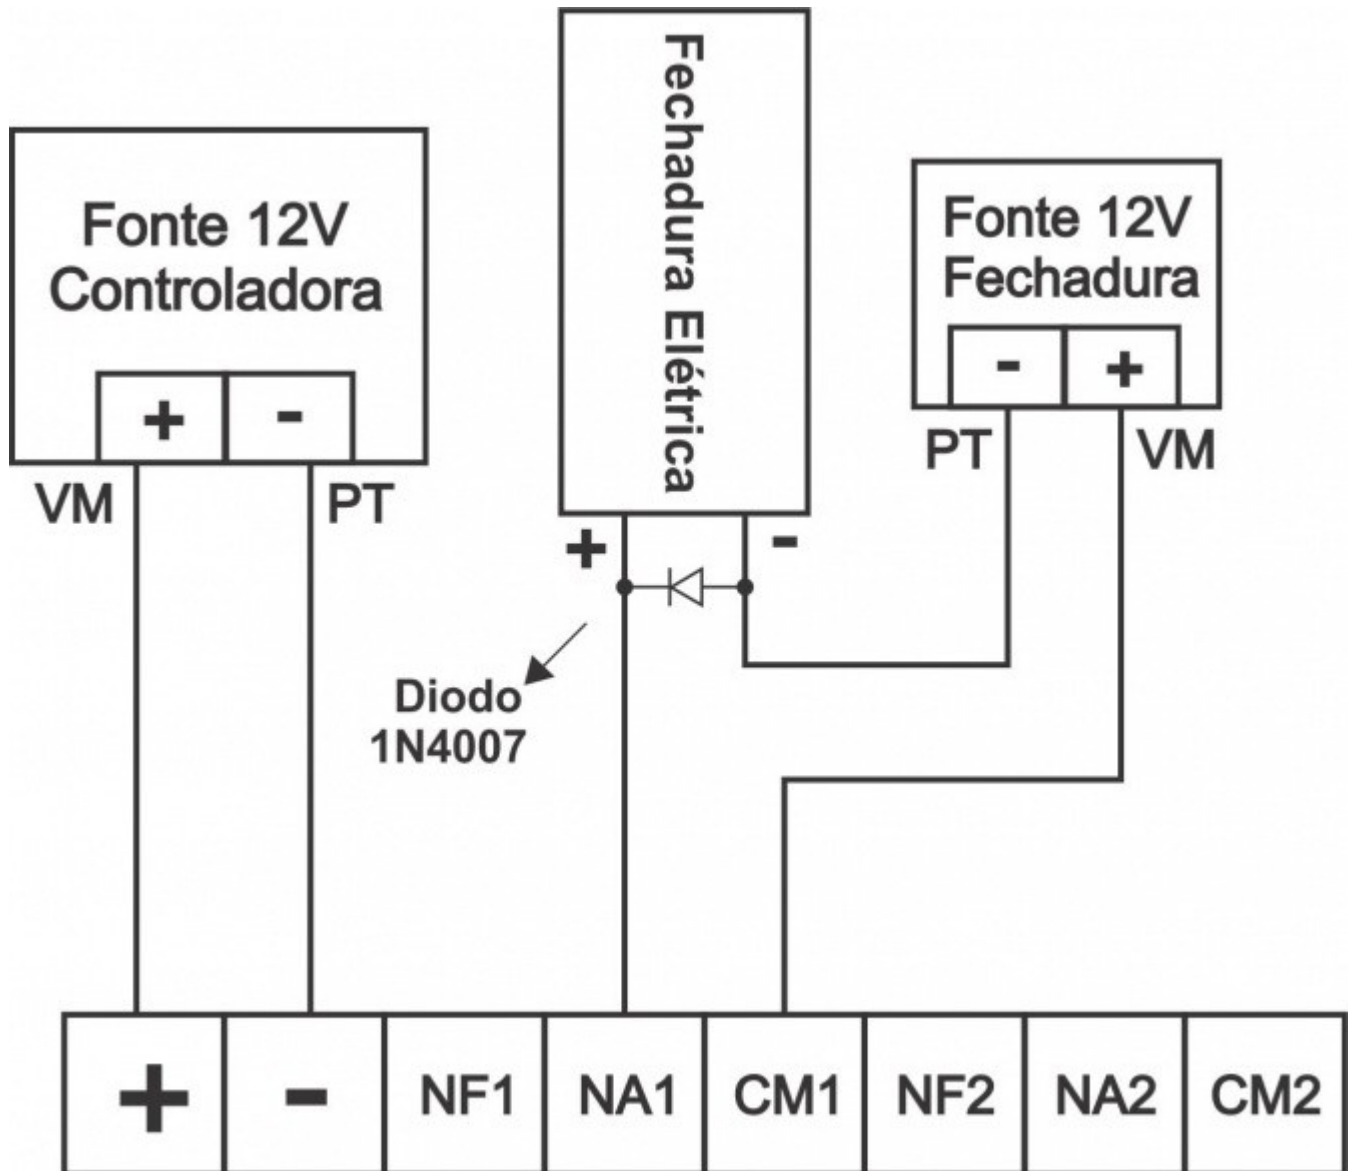 Fechadura Elétrica
Fonte 12V
Controladora
+ -
VM PT
Fonte 12V
Fechadura
- +
PT VM
+ -
Diodo
1N4007
+ - NF1 NA1 CM1 NF2 NA2 CM2